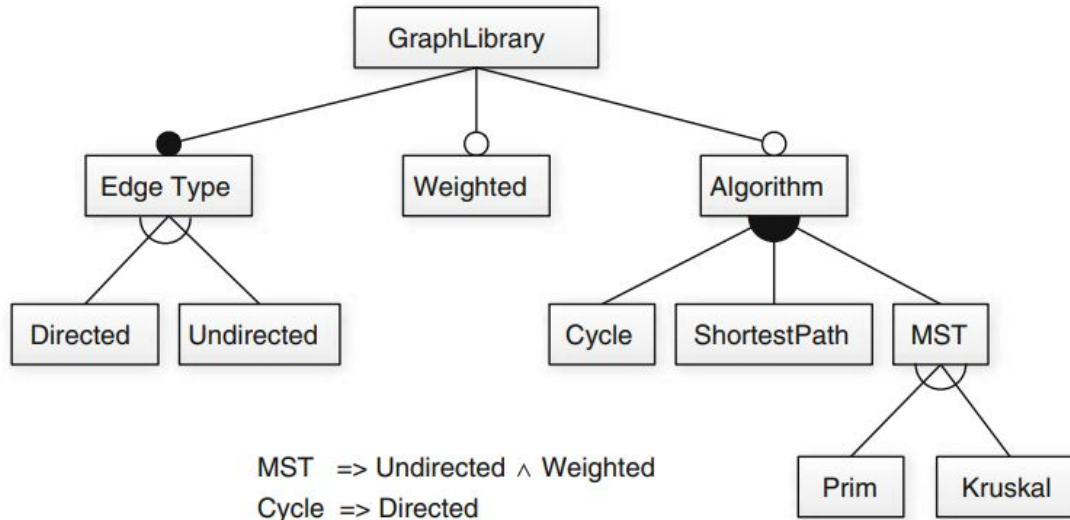 GraphLibrary
Edge Type
Weighted
Algorithm
Directed
Undirected
Cycle
ShortestPath
MST
MST => Undirected ∧ Weighted
Cycle => Directed
Prim
Kruskal